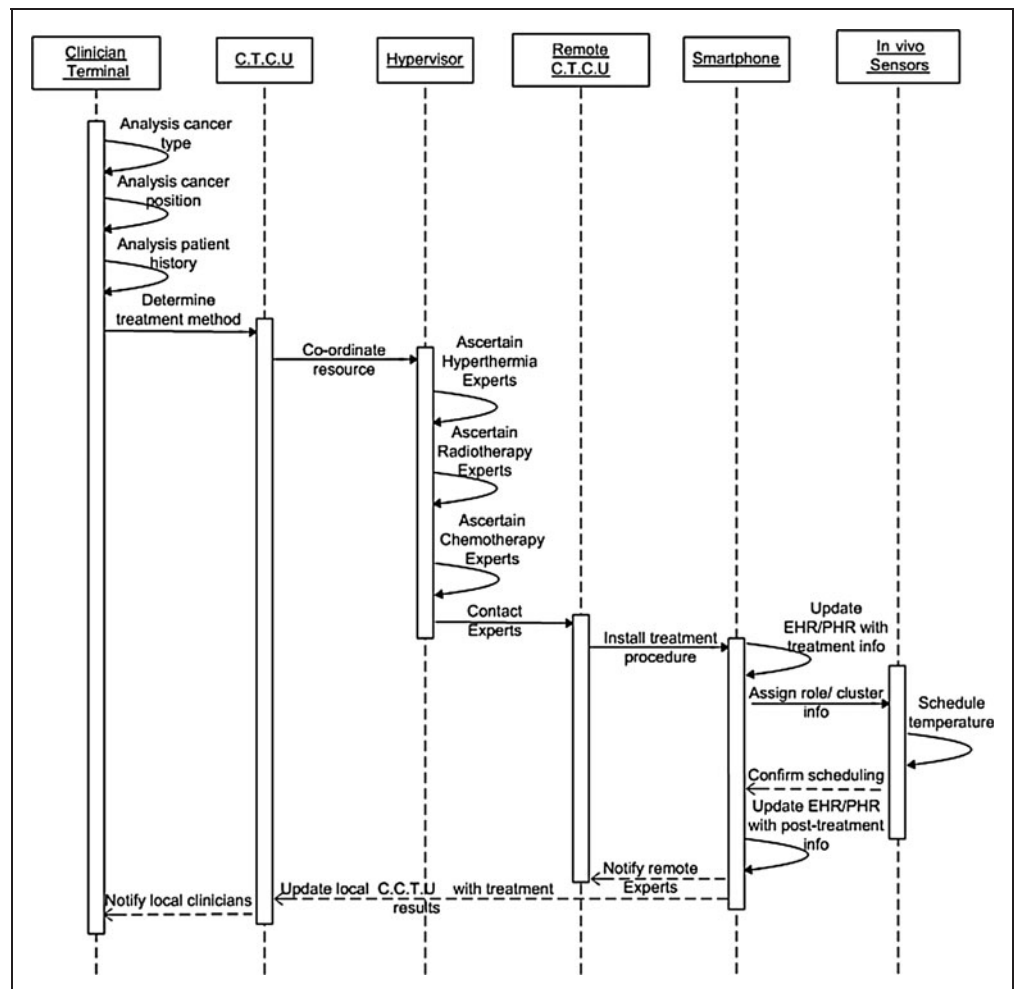 Clinician
Terminal
C.T.C.U
Hypervisor
Remote
C.T.C.U
Smartphone
In vivo
Sensors
Analysis cancer
type
Analysis cancer
position
Analysis patient
history
Determine
treatment method
Co-ordinate
resource
Ascertain
Hyperthermia
Experts
Ascertain
Radiotherapy
Experts
Ascertain
Chemotherapy
Experts
Contact
Experts
Install treatment
procedure
Update
EHR/PHR with
treatment info
Assign role/ cluster
info
Schedule
temperature
Confirm scheduling
Update EHR/PHR
with post-treatment
info
Notify remote
Experts
Update local C.C.T.U with treatment
results
Notify local clinicians